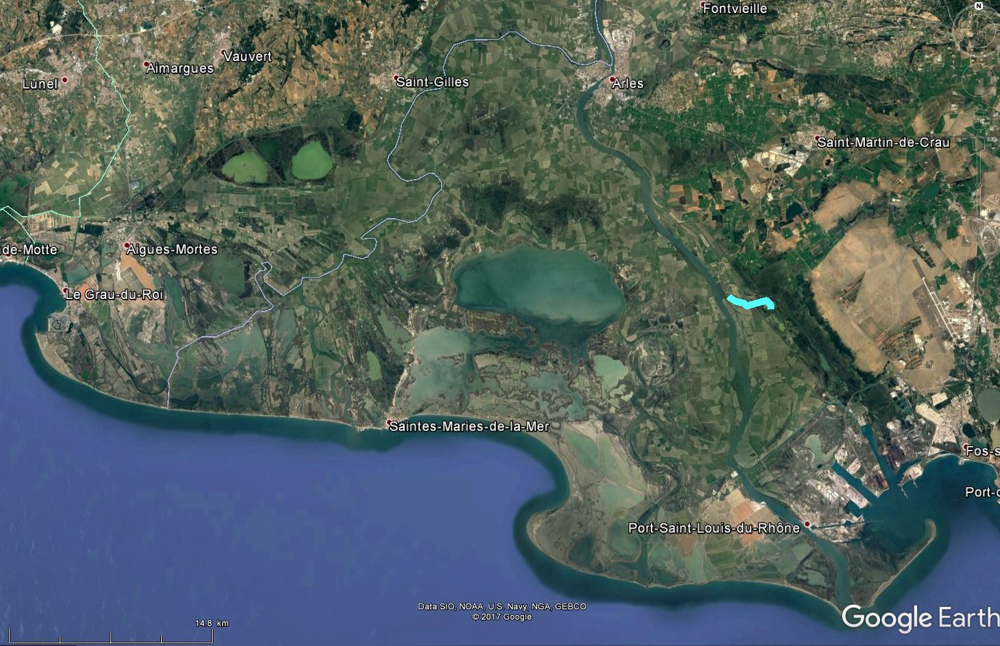 N
Fontvieille
Vauvert
Aimargues
Lunel
Saint-Gilles
Arles
Saint-Martin-de-Crau
de-Motte
Aigues-Mortes
Le Grau-du-Roi
Saintes-Maries-de-la-Mer
Fos-s
Port-c
Port-Saint-Louis-du-Rhône
Data SIO, NOAA, U.S. Navy, NGA, GEBCO
© 2017 Google
Google Earth
14.8 km